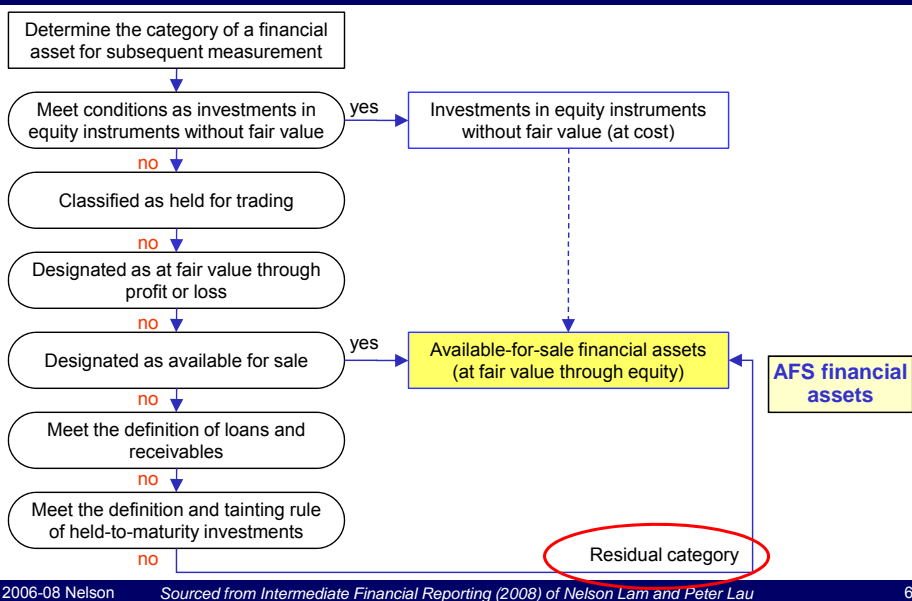 Determine the category of a financial
asset for subsequent measurement
Meet conditions as investments in
equity instruments without fair value
yes
Investments in equity instruments
without fair value (at cost)
no
Classified as held for trading
no
Designated as at fair value through
profit or loss
no
Designated as available for sale
yes
Available-for-sale financial assets
(at fair value through equity)
AFS financial
assets
no
Meet the definition of loans and
receivables
no
Meet the definition and tainting rule
of held-to-maturity investments
no
Residual category
2006-08 Nelson
Sourced from Intermediate Financial Reporting (2008) of Nelson Lam and Peter Lau
6